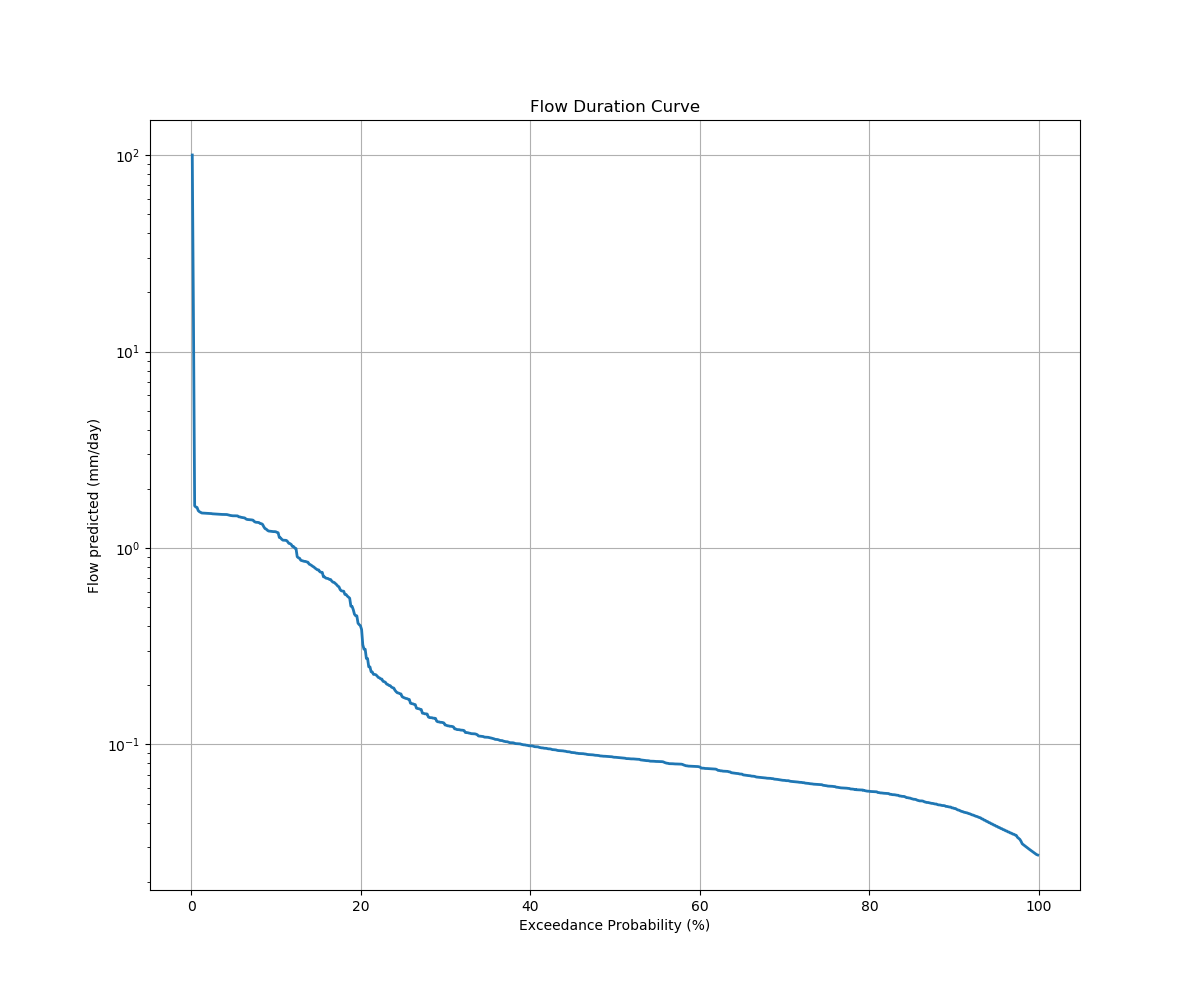 Flow Duration Curve
10²
10¹
10⁰
10⁻¹
Flow predicted (mm/day)
0 20 40 60 80 100
Exceedance Probability (%)